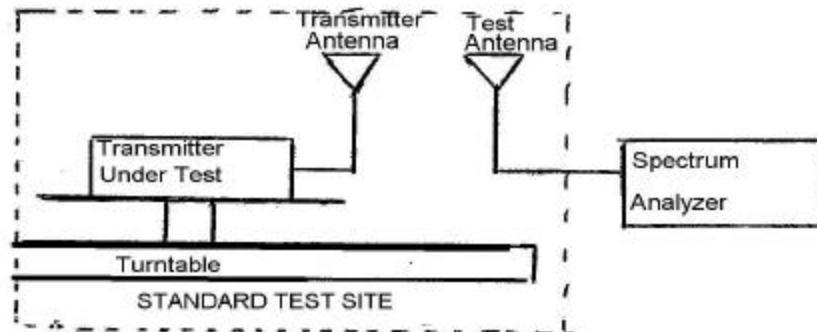 Transmitter
Antenna
Test
Antenna
Transmitter
Under Test
Spectrum
Analyzer
Turntable
STANDARD TEST SITE